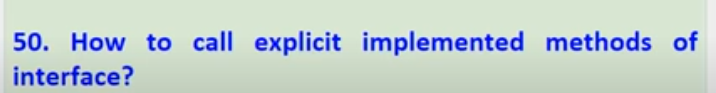 50. How to call explicit implemented methods of
interface?